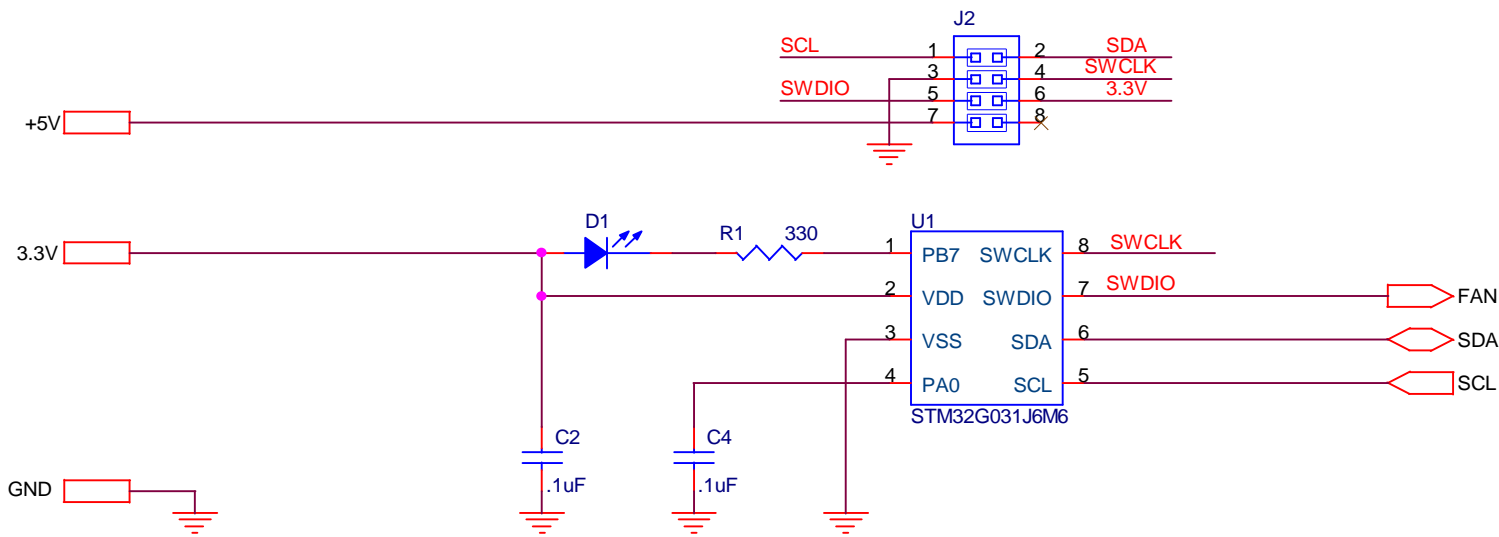 J2
SCL 1 2 SDA
3 4 SWCLK
SWDIO 5 6 3.3V
+5V 7 8
D1 U1
R1 330
3.3V 1 PB7 SWCLK 8 SWCLK
2 VDD SWDIO 7 SWDIO FAN
3 VSS SDA 6 SDA
4 PA0 SCL 5 SCL
STM32G031J6M6
C2 C4
.1uF .1uF
GND